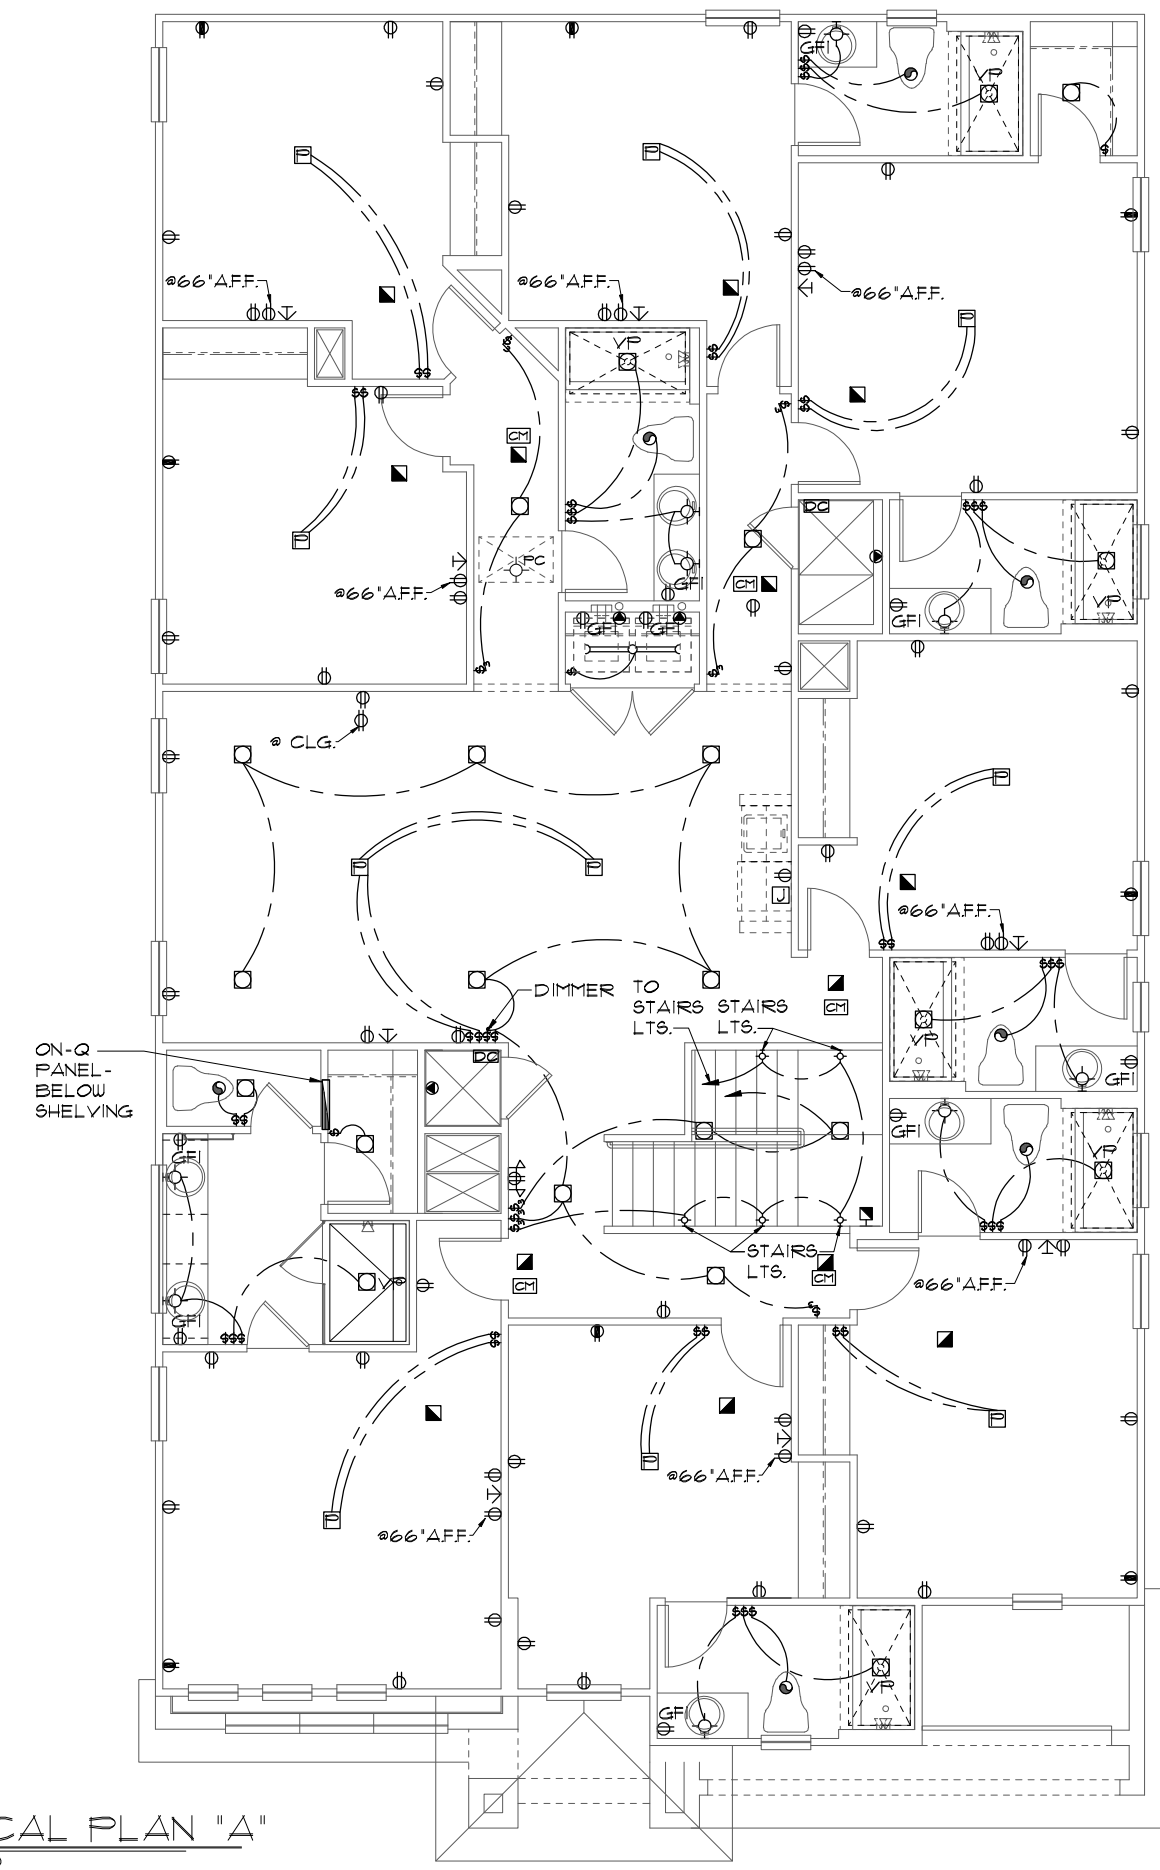 GFI
VP
@66"A.F.F.
@66"A.F.F.
@66"A.F.F.
VP
CM
DC
PC
@66"A.F.F.
GFI
CM
VP
GFI
GFI
GFI
@ CLG.
J
@66"A.F.F.
DIMMER
TO
STAIRS
LTS.
STAIRS
LTS.
CM
ON-Q
PANEL-
BELOW
SHELVING
DC
VP
GFI
GFI
GFI
VP
STAIRS
LTS.
CM
CM
@66"A.F.F.
VP
GFI
@66"A.F.F.
@66"A.F.F.
GFI
VP
CAL PLAN "A"